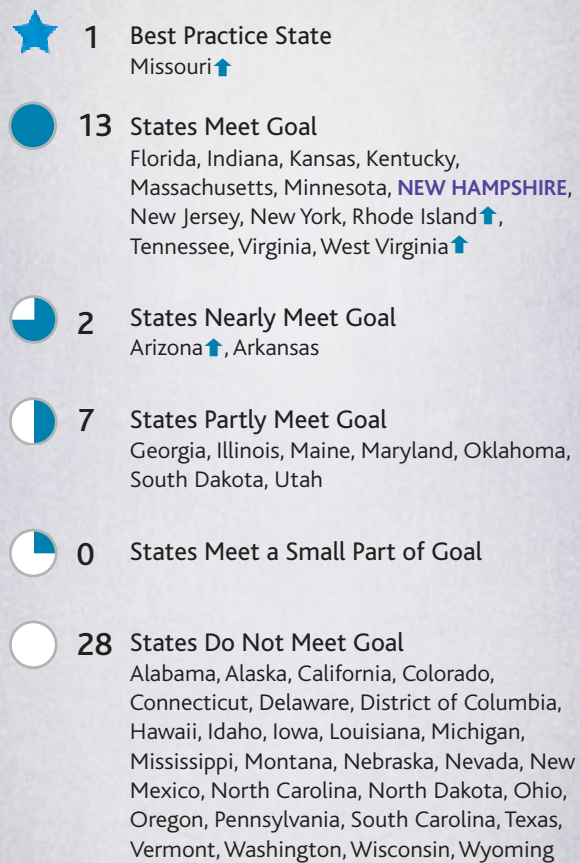 1 Best Practice State
Missouri⬆
13 States Meet Goal
Florida, Indiana, Kansas, Kentucky,
Massachusetts, Minnesota, NEW HAMPSHIRE,
New Jersey, New York, Rhode Island⬆,
Tennessee, Virginia, West Virginia⬆
2 States Nearly Meet Goal
Arizona⬆, Arkansas
7 States Partly Meet Goal
Georgia, Illinois, Maine, Maryland, Oklahoma,
South Dakota, Utah
0 States Meet a Small Part of Goal
28 States Do Not Meet Goal
Alabama, Alaska, California, Colorado,
Connecticut, Delaware, District of Columbia,
Hawaii, Idaho, Iowa, Louisiana, Michigan,
Mississippi, Montana, Nebraska, Nevada, New
Mexico, North Carolina, North Dakota, Ohio,
Oregon, Pennsylvania, South Carolina, Texas,
Vermont, Washington, Wisconsin, Wyoming